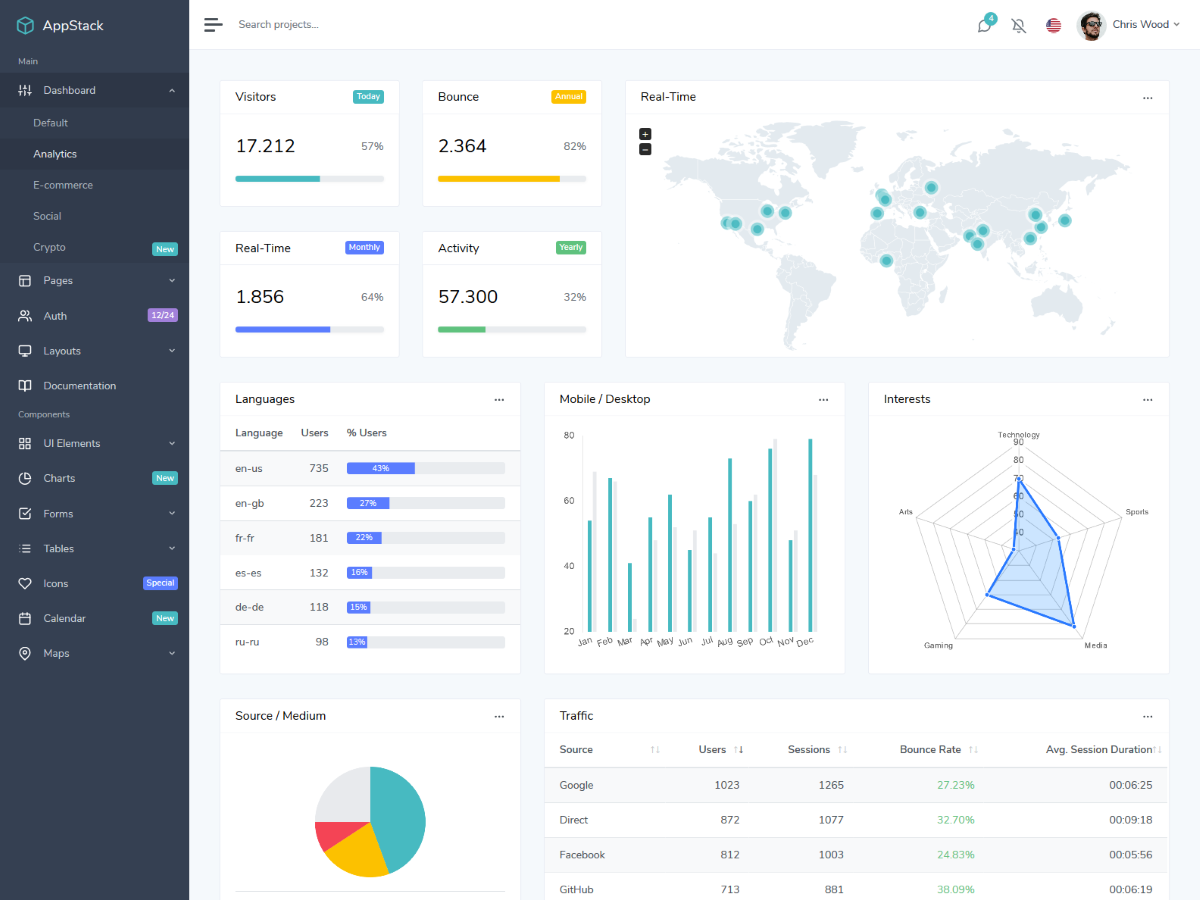 AppStack
Search projects...
4
Chris Wood
Main
Dashboard
Default
Analytics
E-commerce
Social
Crypto New
Pages
Auth 12/24
Layouts
Documentation
Components
UI Elements
Charts New
Forms
Tables
Icons Special
Calendar New
Maps
Visitors Today
17.212 57%
Bounce Annual
2.364 82%
Real-Time Monthly
1.856 64%
Activity Yearly
57.300 32%
Real-Time
+
−
Languages
Language Users % Users
en-us 735 43%
en-gb 223 27%
fr-fr 181 22%
es-es 132 16%
de-de 118 15%
ru-ru 98 13%
Mobile / Desktop
80
60
40
20
Jan Feb Mar Apr May Jun Jul Aug Sep Oct Nov Dec
Interests
Technology
90
80
70
60
50
40
Arts
Sports
Gaming
Media
Source / Medium
Traffic
Source Users Sessions Bounce Rate Avg. Session Duration
Google 1023 1265 27.23% 00:06:25
Direct 872 1077 32.70% 00:09:18
Facebook 812 1003 24.83% 00:05:56
GitHub 713 881 38.09% 00:06:19